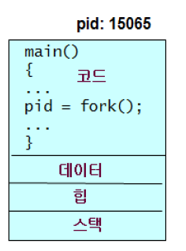 pid: 15065
main()
{
코드
...
pid = fork();
...
}
데이터
힙
스택